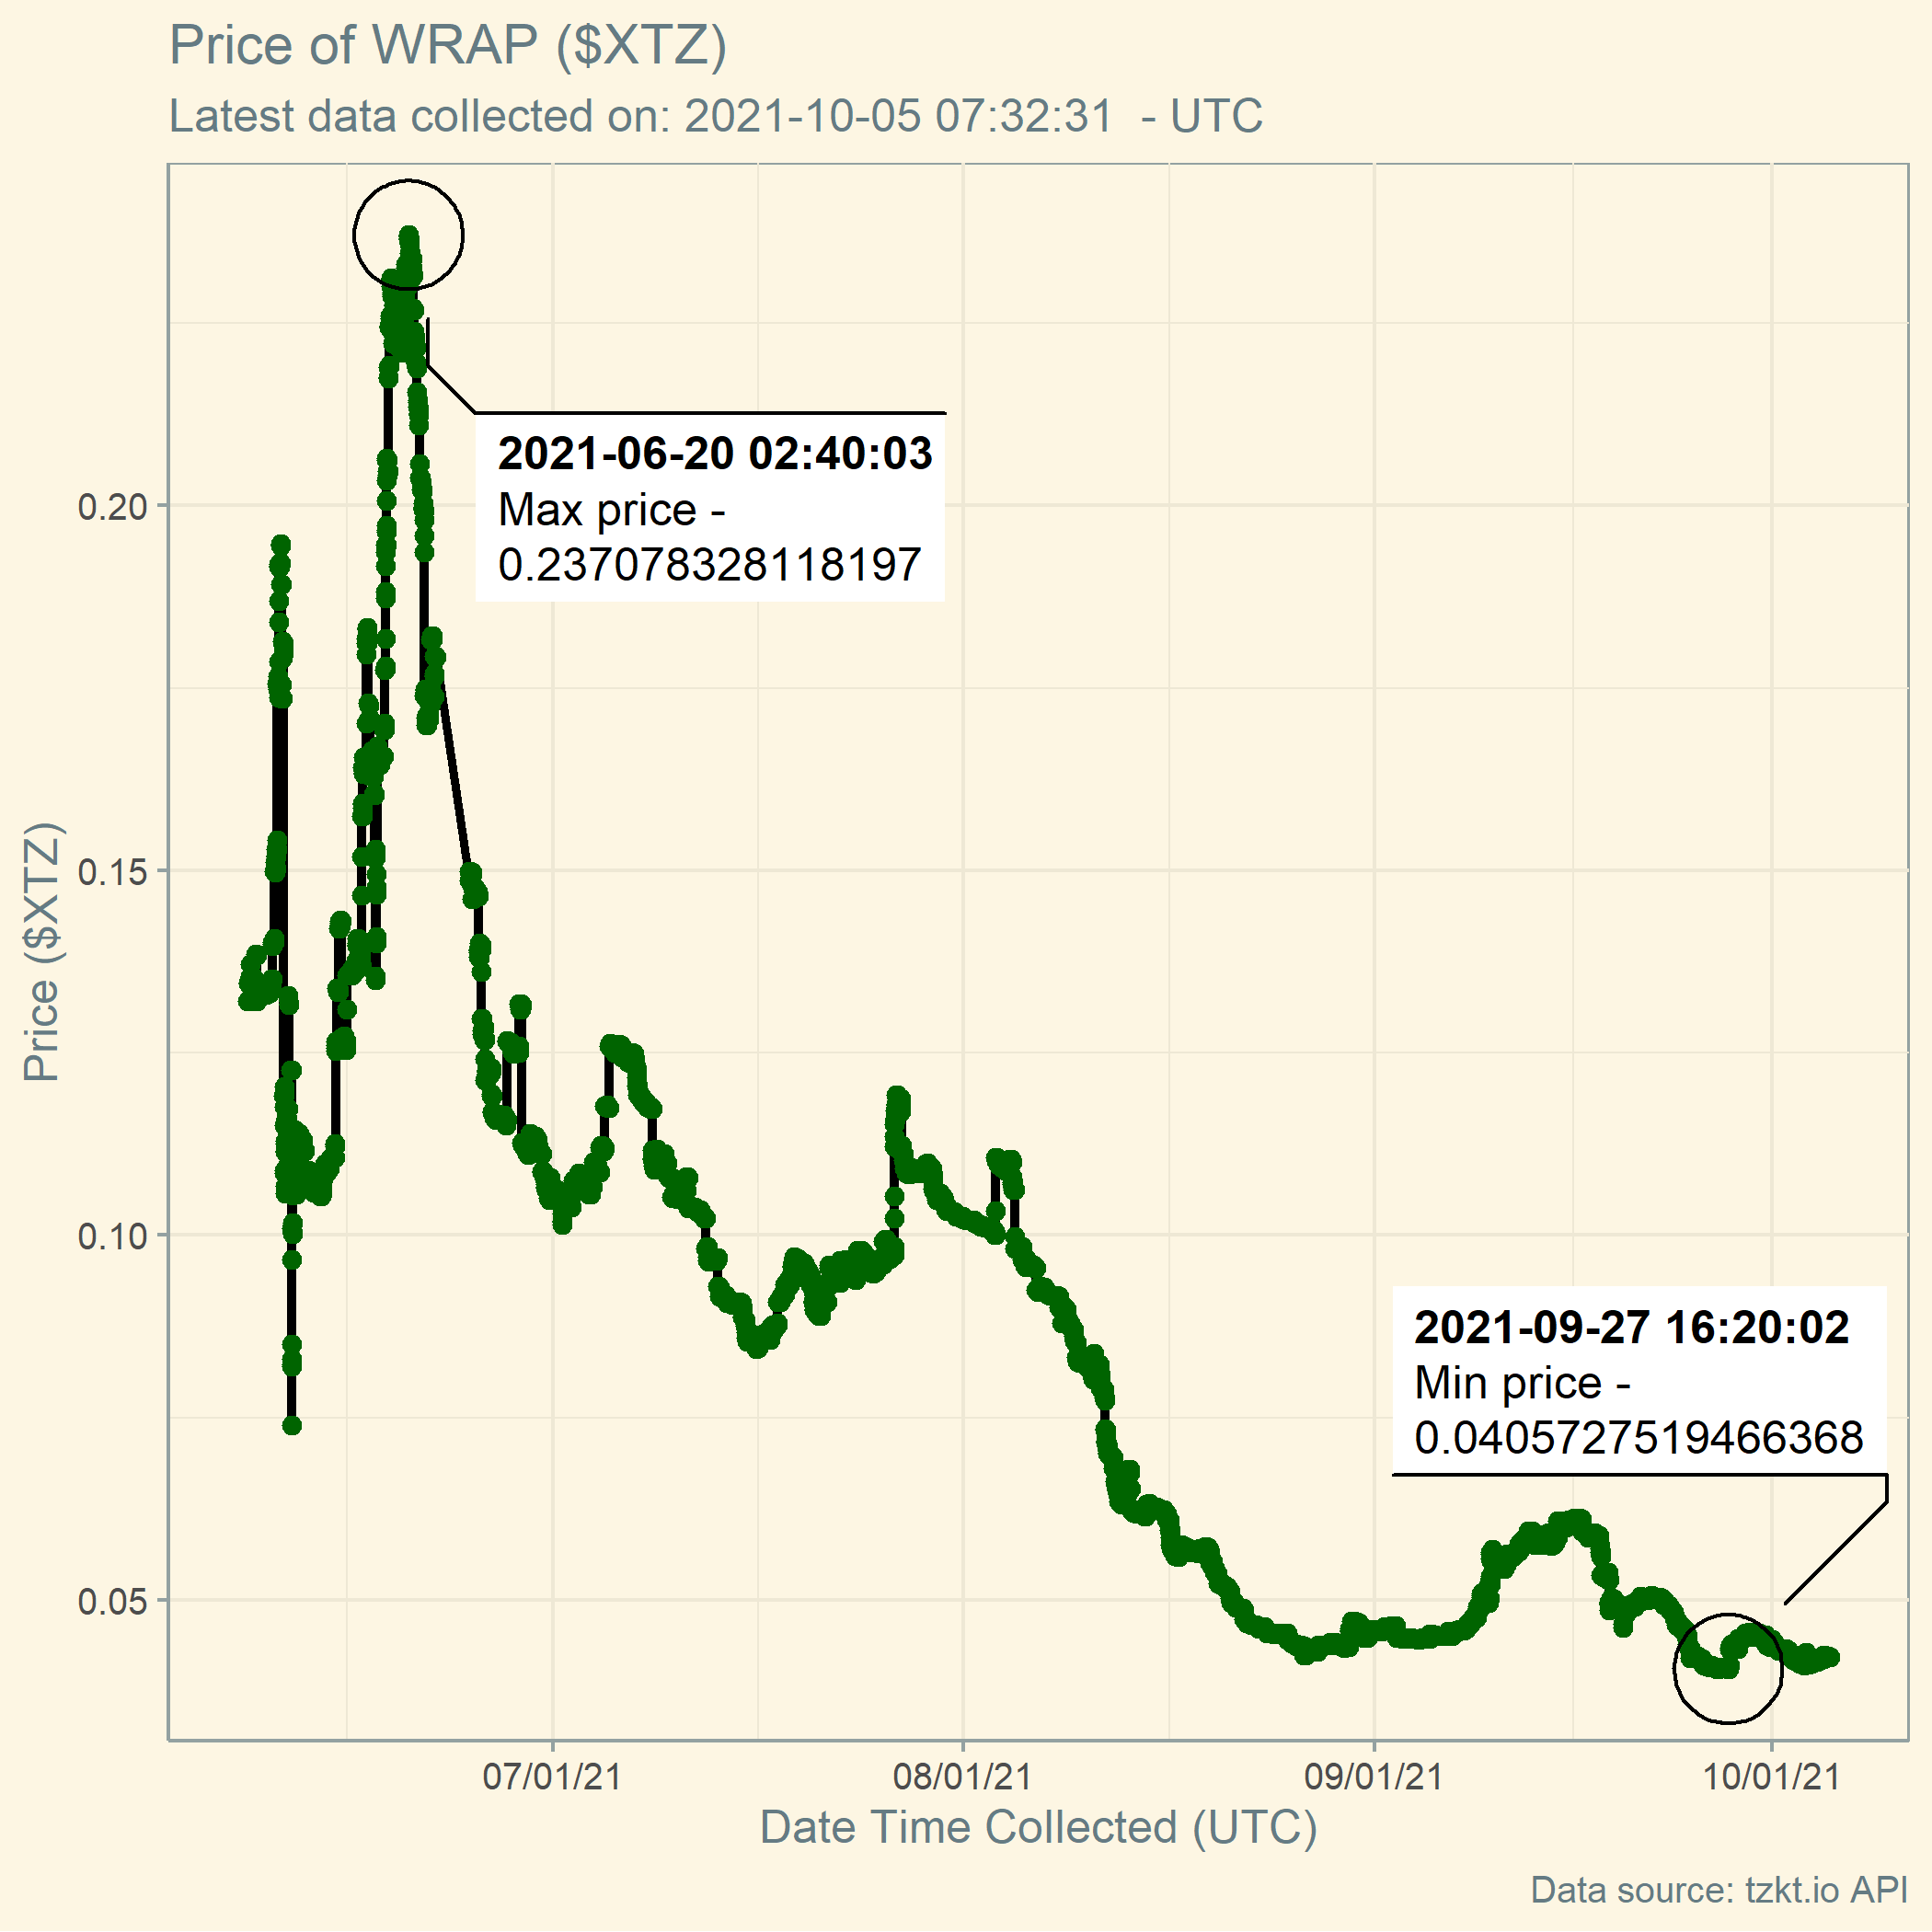 Price of WRAP ($XTZ)
Latest data collected on: 2021-10-05 07:32:31  - UTC
Price ($XTZ)
0.20
0.15
0.10
0.05
2021-06-20 02:40:03
Max price -
0.237078328118197
2021-09-27 16:20:02
Min price -
0.0405727519466368
07/01/21
08/01/21
09/01/21
10/01/21
Date Time Collected (UTC)
Data source: tzkt.io API